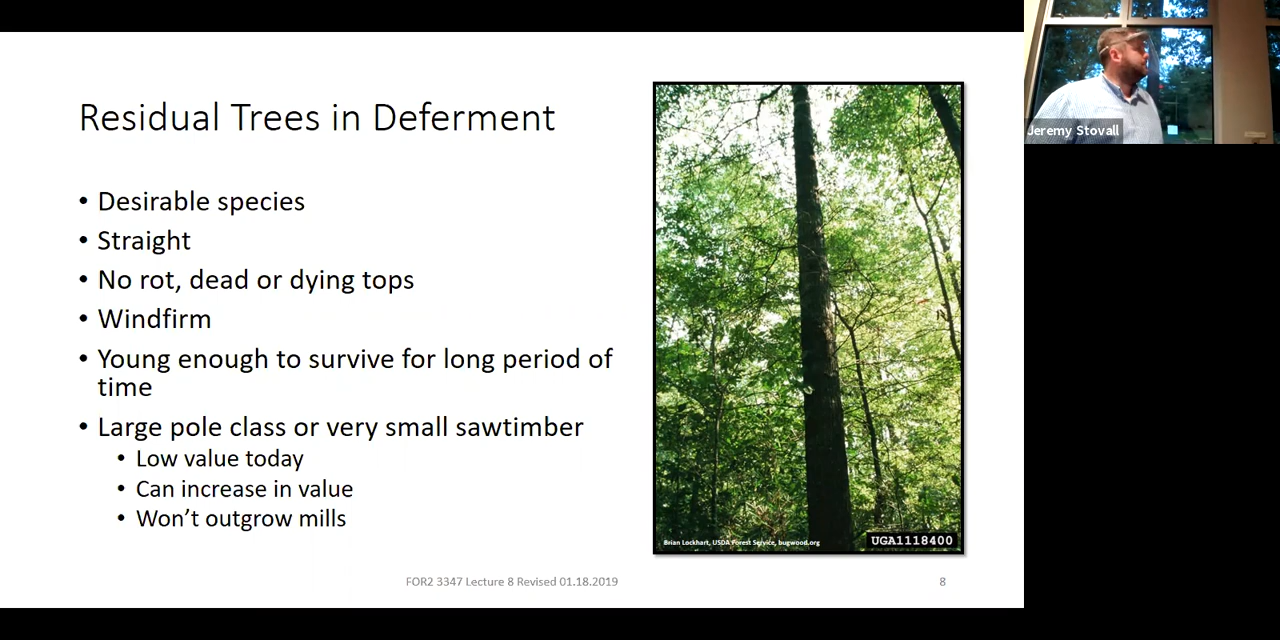 Residual Trees in Deferment
• Desirable species
• Straight
• No rot, dead or dying tops
• Windfirm
• Young enough to survive for long period of
time
• Large pole class or very small sawtimber
• Low value today
• Can increase in value
• Won't outgrow mills
Brian Lockhart, USDA Forest Service, bugwood.org
UGA1118400
FOR2 3347 Lecture 8 Revised 01.18.2019
8
Jeremy Stovall